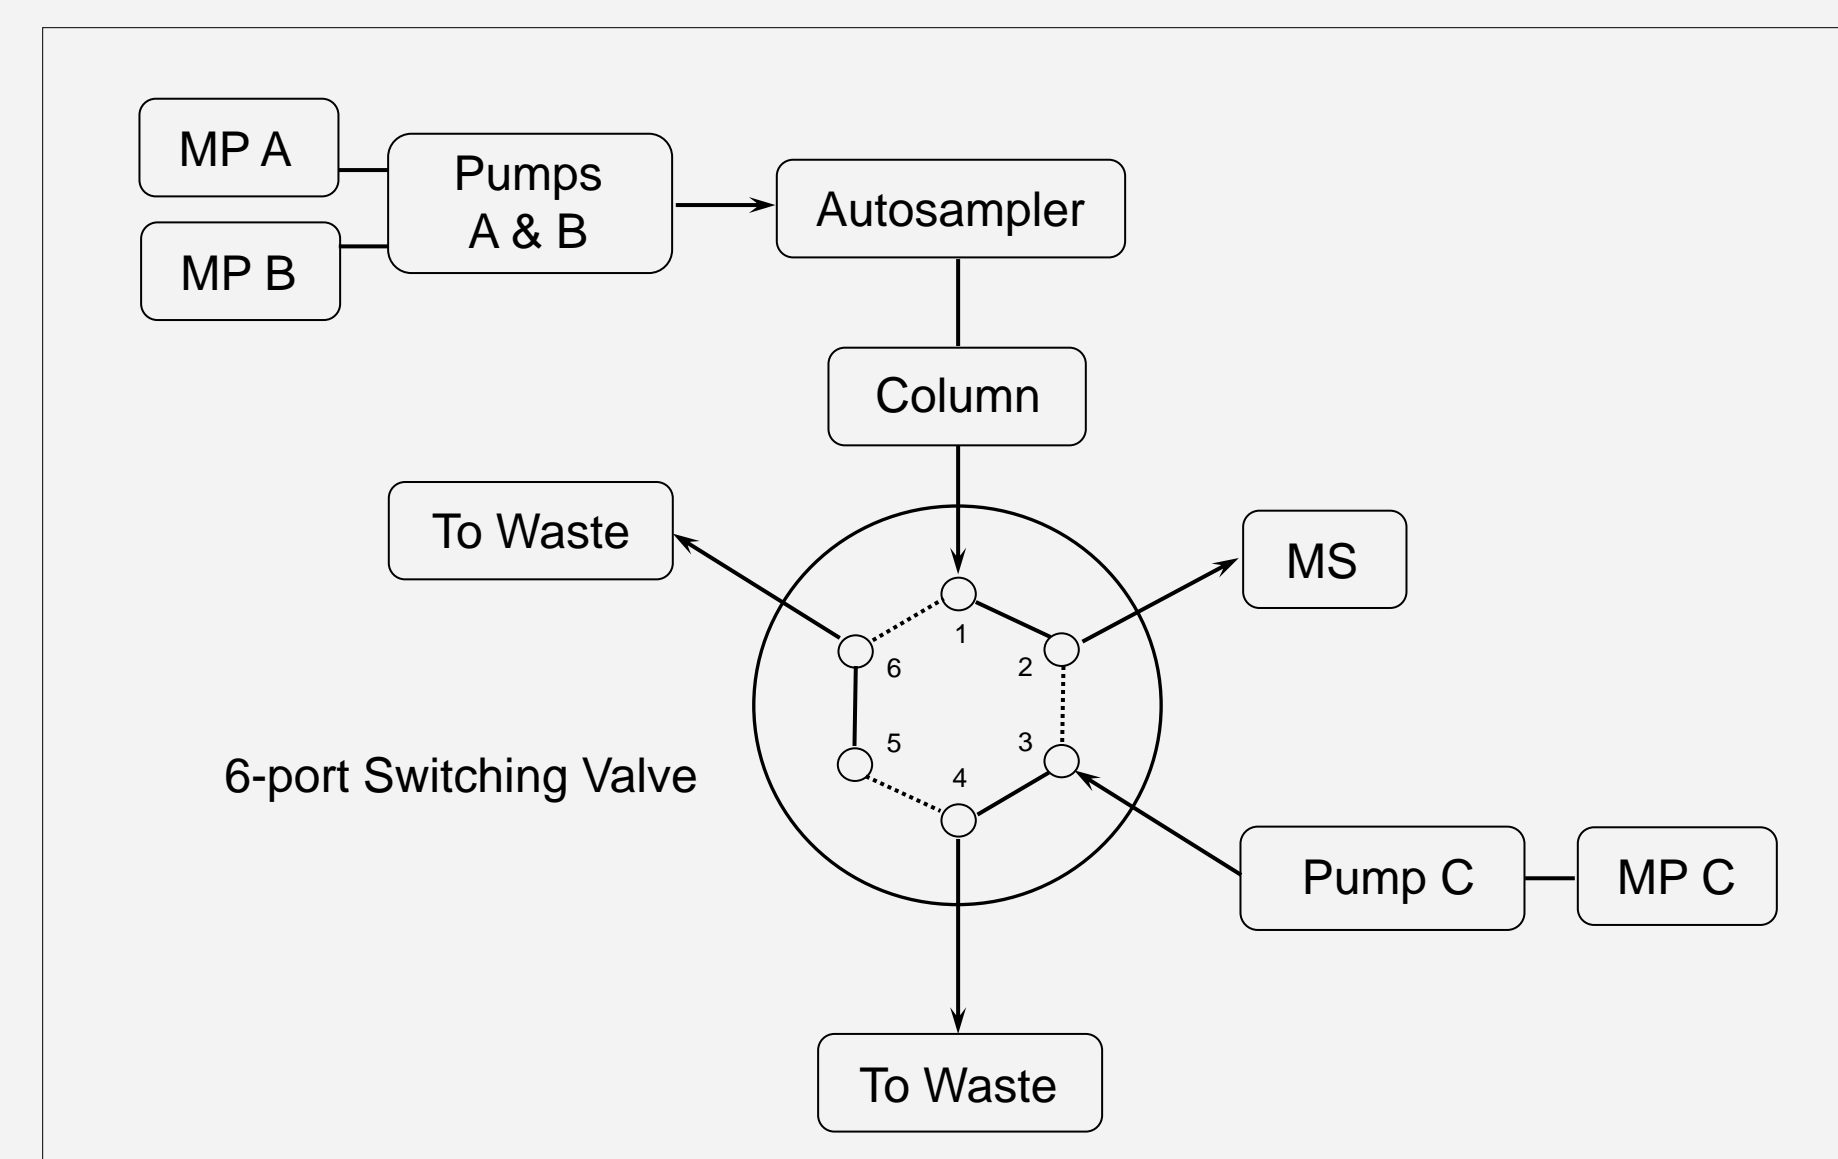 MP A
Pumps
A & B
MP B
Autosampler
Column
To Waste
MS
1
6
2
5
3
4
6-port Switching Valve
Pump C
MP C
To Waste